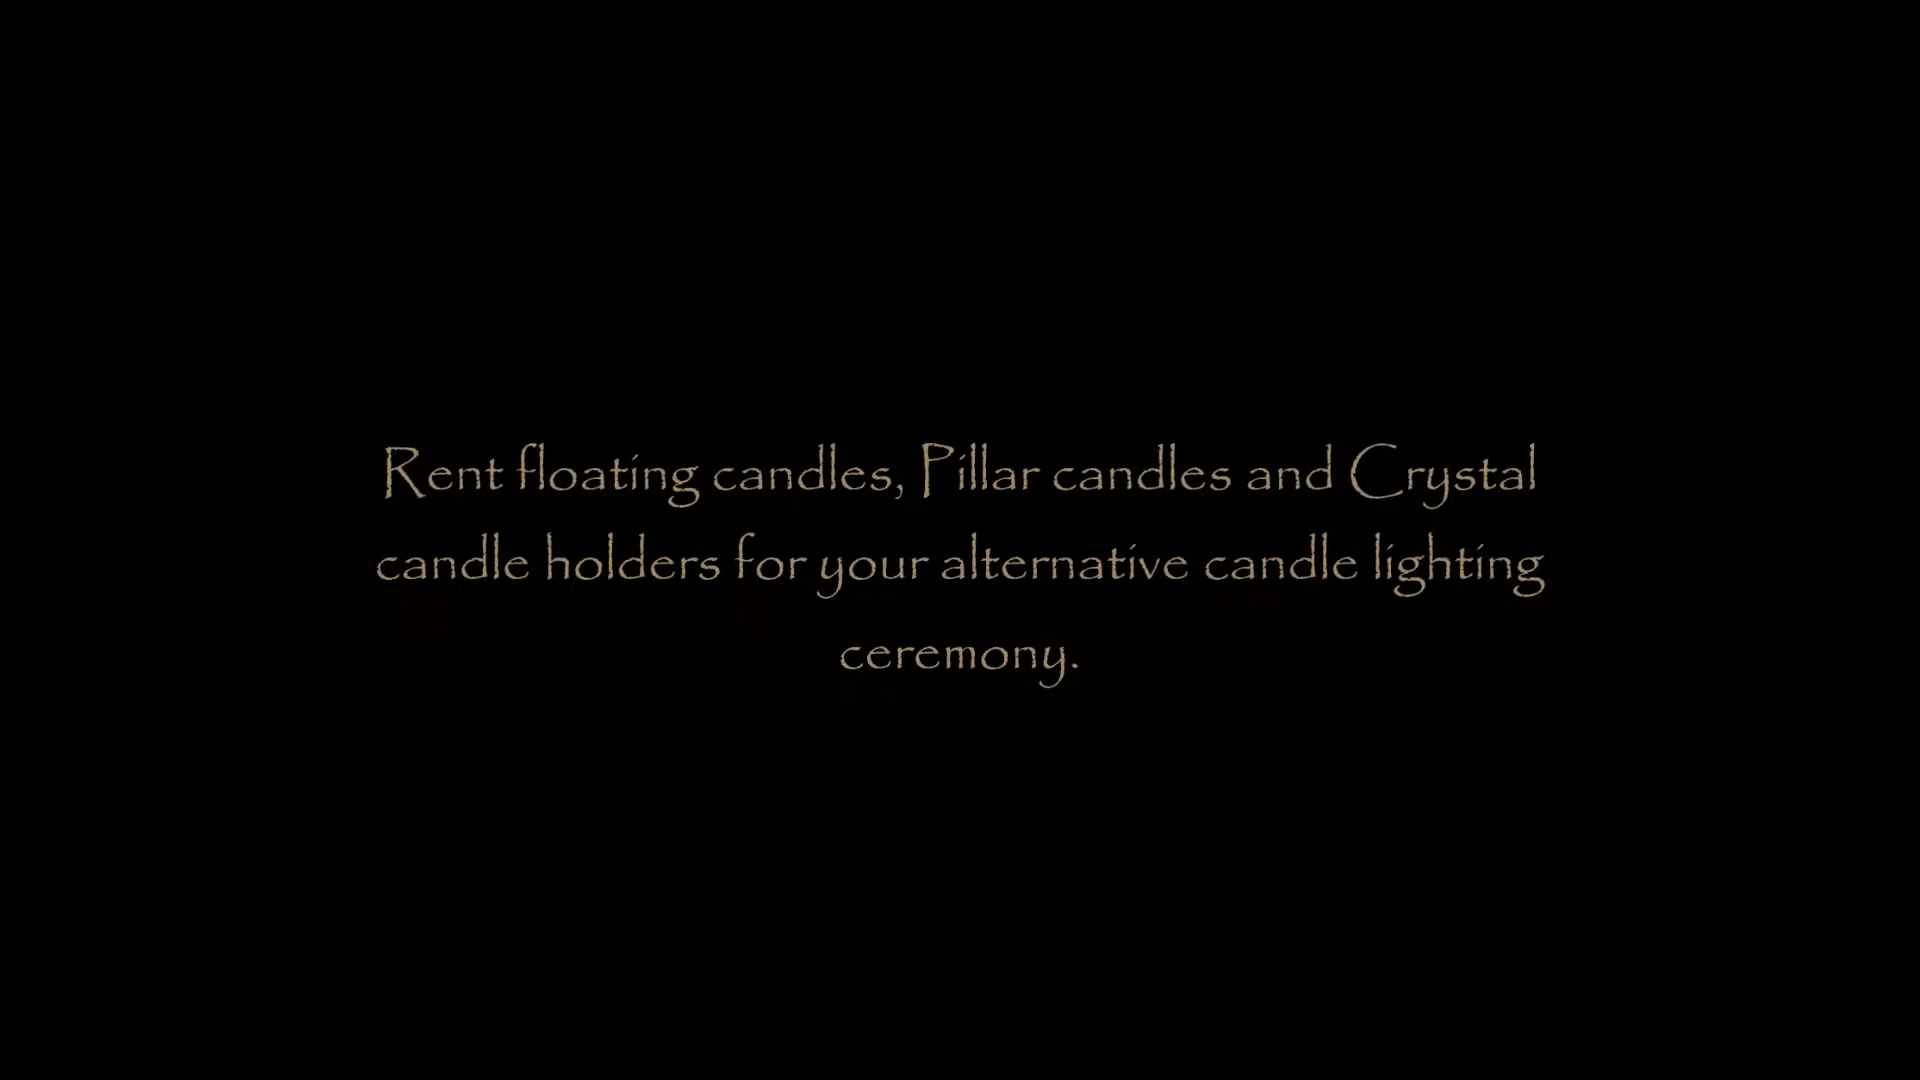 Rent floating candles, Pillar candles and Crystal
candle holders for your alternative candle lighting
ceremony.